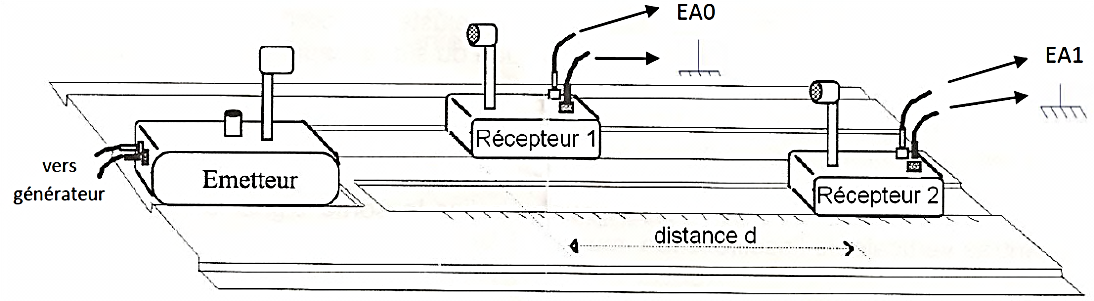 EA0
EA1
Récepteur 1
vers
générateur
Emetteur
Récepteur 2
distance d